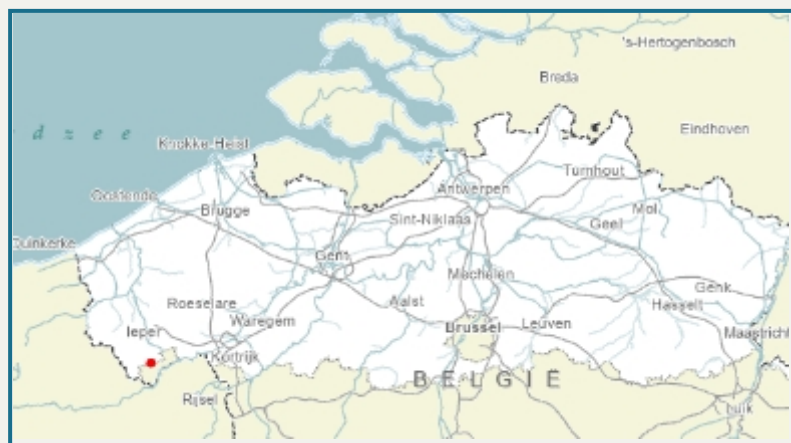 's-Hertogenbosch
Breda
d z e e
Eindhoven
Knokke-Heist
Turnhout
Oostende
Antwerpen
Mol
Brugge
Sint-Niklaas
Geel
Duinkerke
Gent
Mechelen
Genk
Roeselare
Aalst
Hasselt
Waregem
Ieper
Brussel
Leuven
Maastricht
Kortrijk
BELGIË
Rijsel
Luik